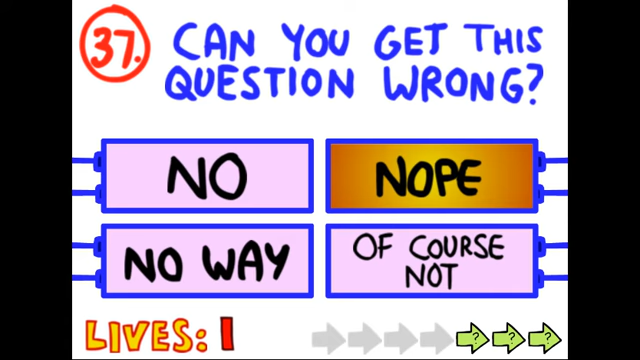 37. CAN YOU GET THIS
QUESTION WRONG?
NO
NOPE
NO WAY
OF COURSE
NOT
LIVES: 1
? ? ?